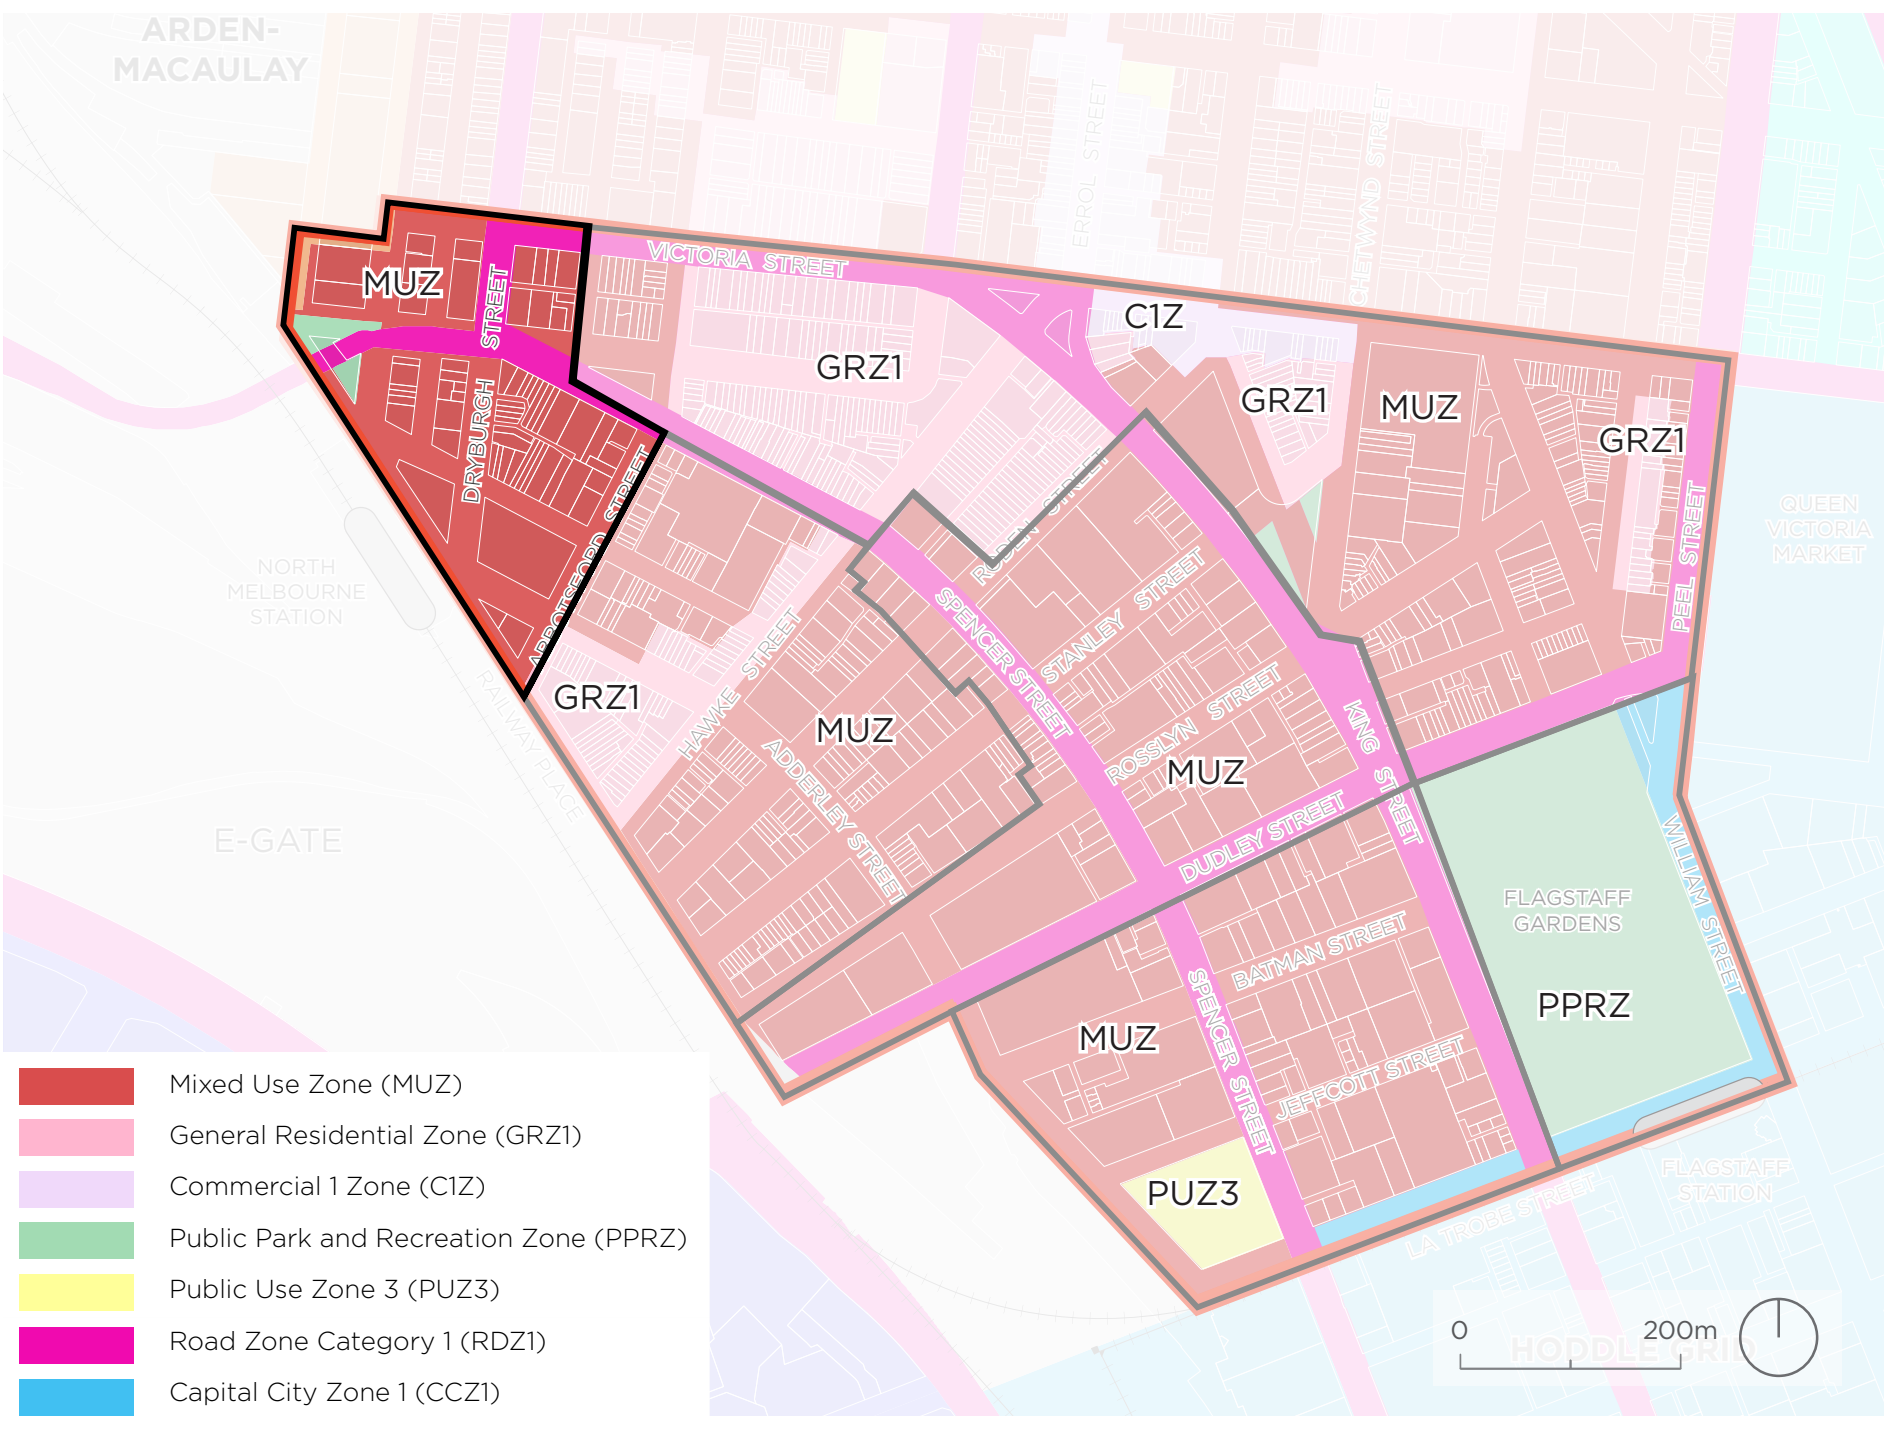 ARDEN-
MACAULAY
ERROL STREET
CHETWYND STREET
VICTORIA STREET
MUZ
STREET
DRYBURGH
C1Z
GRZ1
GRZ1
MUZ
GRZ1
PEEL STREET
QUEEN
VICTORIA
MARKET
RODEN STREET
ABBOTSFORD STREET
NORTH
MELBOURNE
STATION
RAILWAY PLACE
GRZ1
HAWKE STREET
MUZ
ADDERLEY STREET
SPENCER STREET
STANLEY STREET
ROSSLYN STREET
MUZ
KING STREET
DUDLEY STREET
E-GATE
WILLIAM STREET
FLAGSTAFF
GARDENS
PPRZ
BATMAN STREET
SPENCER STREET
MUZ
JEFFCOTT STREET
PUZ3
FLAGSTAFF
STATION
LA TROBE STREET
HODDLE GRID
0 200m
Mixed Use Zone (MUZ)
General Residential Zone (GRZ1)
Commercial 1 Zone (C1Z)
Public Park and Recreation Zone (PPRZ)
Public Use Zone 3 (PUZ3)
Road Zone Category 1 (RDZ1)
Capital City Zone 1 (CCZ1)